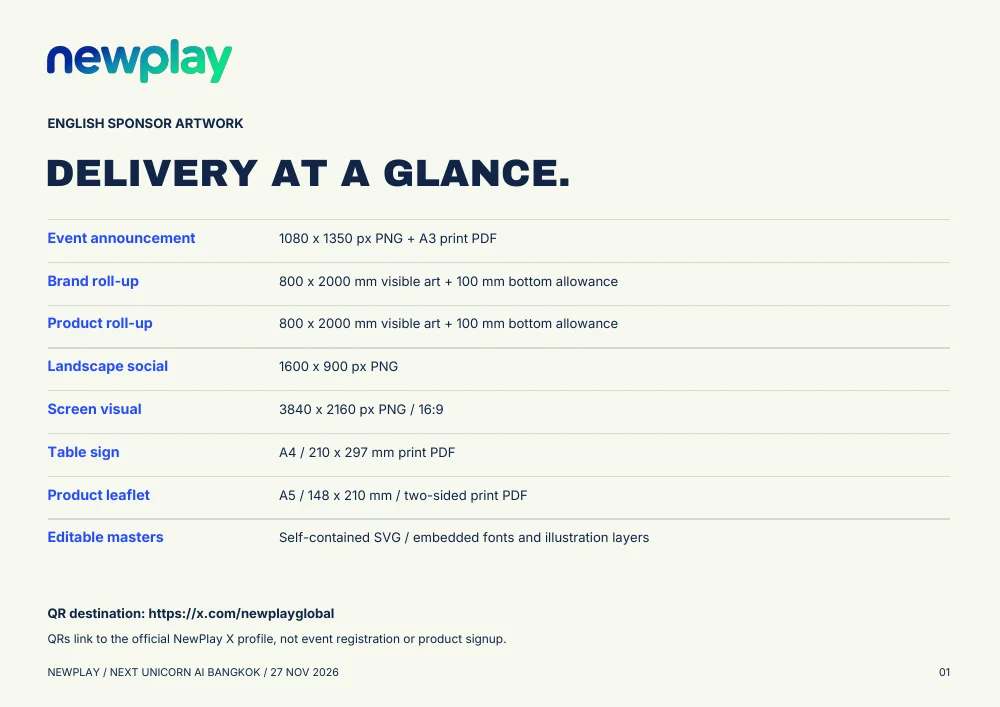 newplay
ENGLISH SPONSOR ARTWORK
DELIVERY AT A GLANCE.
Event announcement 1080 x 1350 px PNG + A3 print PDF
Brand roll-up 800 x 2000 mm visible art + 100 mm bottom allowance
Product roll-up 800 x 2000 mm visible art + 100 mm bottom allowance
Landscape social 1600 x 900 px PNG
Screen visual 3840 x 2160 px PNG / 16:9
Table sign A4 / 210 x 297 mm print PDF
Product leaflet A5 / 148 x 210 mm / two-sided print PDF
Editable masters Self-contained SVG / embedded fonts and illustration layers
QR destination: https://x.com/newplayglobal
QRs link to the official NewPlay X profile, not event registration or product signup.
NEWPLAY / NEXT UNICORN AI BANGKOK / 27 NOV 2026 01